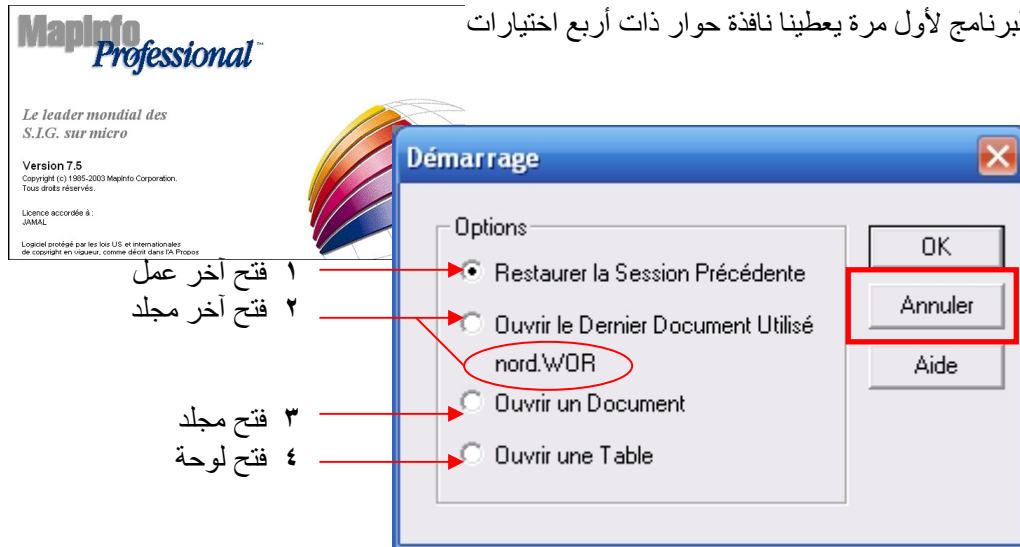 لبرنامج لأول مرة يعطينا نافذة حوار ذات أربع اختيارات
MapInfo
Professional™
Le leader mondial des
S.I.G. sur micro
Version 7.5
Copyright (c) 1985-2003 MapInfo Corporation.
Tous droits réservés.
Licence accordée à :
JAMAL
Logiciel protégé par les lois US et internationales
de copyright en vigueur, comme décrit dans l'A Propos
Démarrage
Options
Restaurer la Session Précédente
Ouvrir le Dernier Document Utilisé
nord.WOR
Ouvrir un Document
Ouvrir une Table
OK
Annuler
Aide
١ فتح آخر عمل
٢ فتح آخر مجلد
٣ فتح مجلد
٤ فتح لوحة